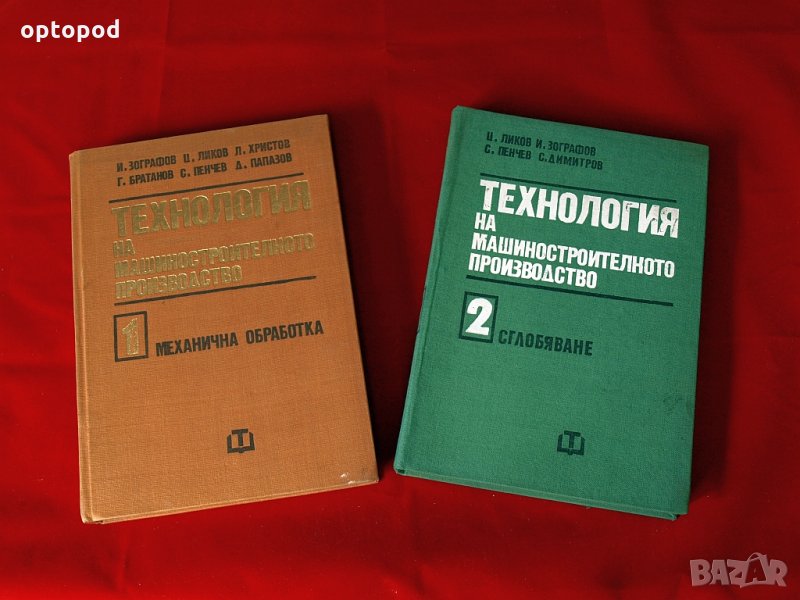 optopod
И. ЗОГРАФОВ Ц. ЛИКОВ Л. ХРИСТОВ
Г. БРАТАНОВ С. ПЕНЧЕВ Д. ПАПАЗОВ
ТЕХНОЛОГИЯ
НА
МАШИНОСТРОИТЕЛНОТО
ПРОИЗВОДСТВО
1 МЕХАНИЧНА ОБРАБОТКА
Т
Ц. ЛИКОВ И. ЗОГРАФОВ
С. ПЕНЧЕВ С. ДИМИТРОВ
ТЕХНОЛОГИЯ
НА
МАШИНОСТРОИТЕЛНОТО
ПРОИЗВОДСТВО
2 СГЛОБЯВАНЕ
Т
BAZAR